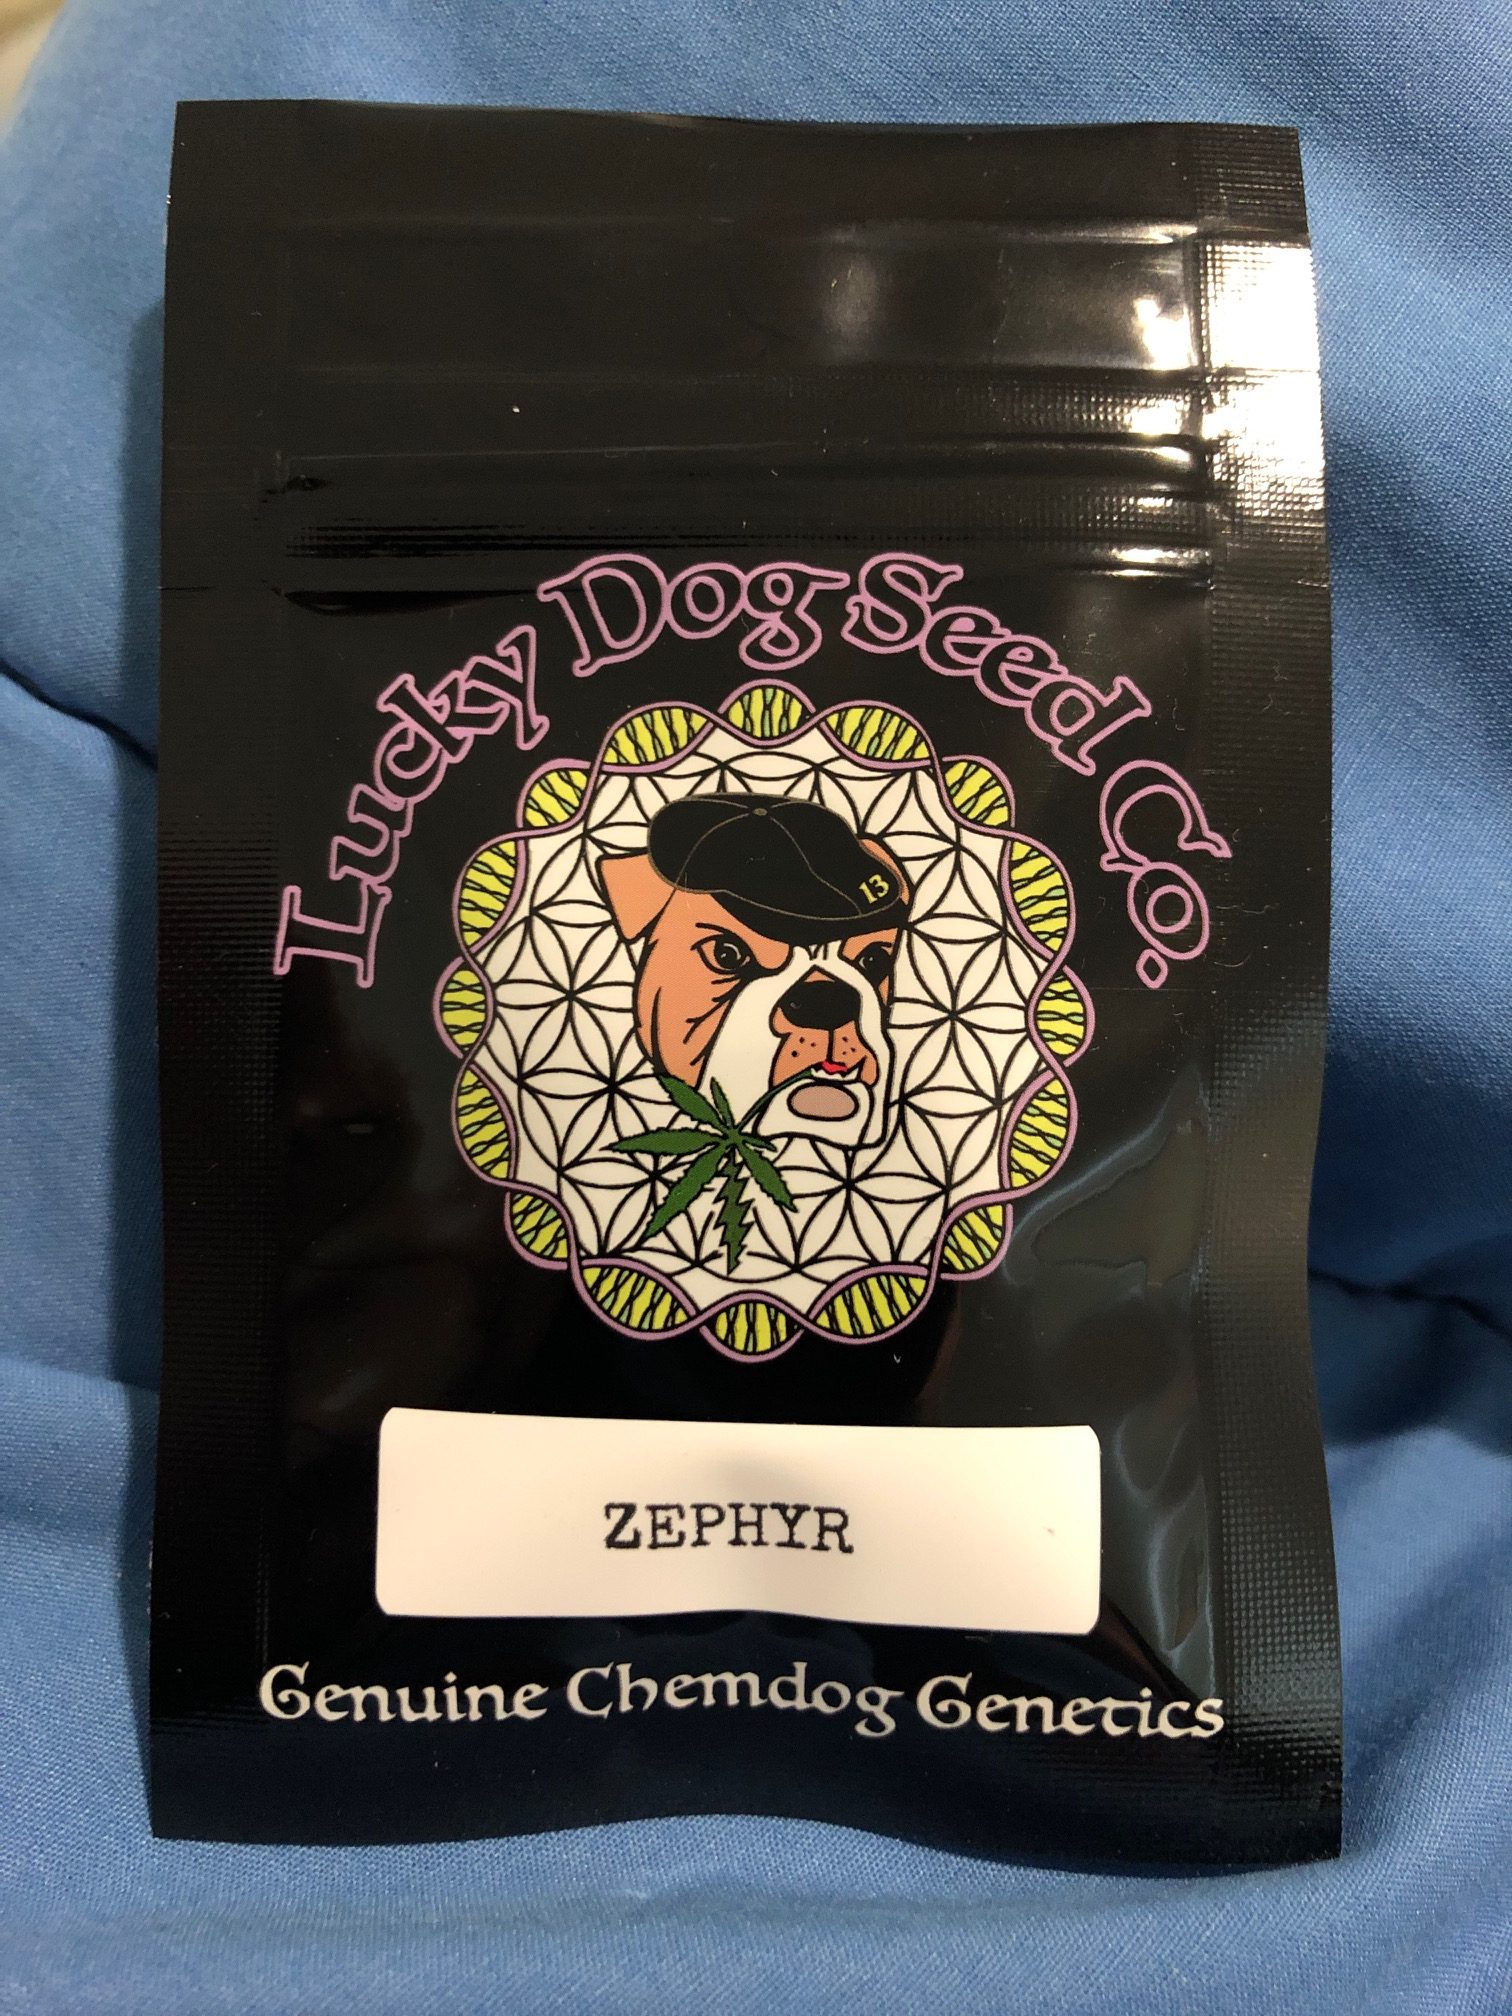 Lucky Dog Seed Co.
13
ZEPHYR
Genuine Chemdog Genetics